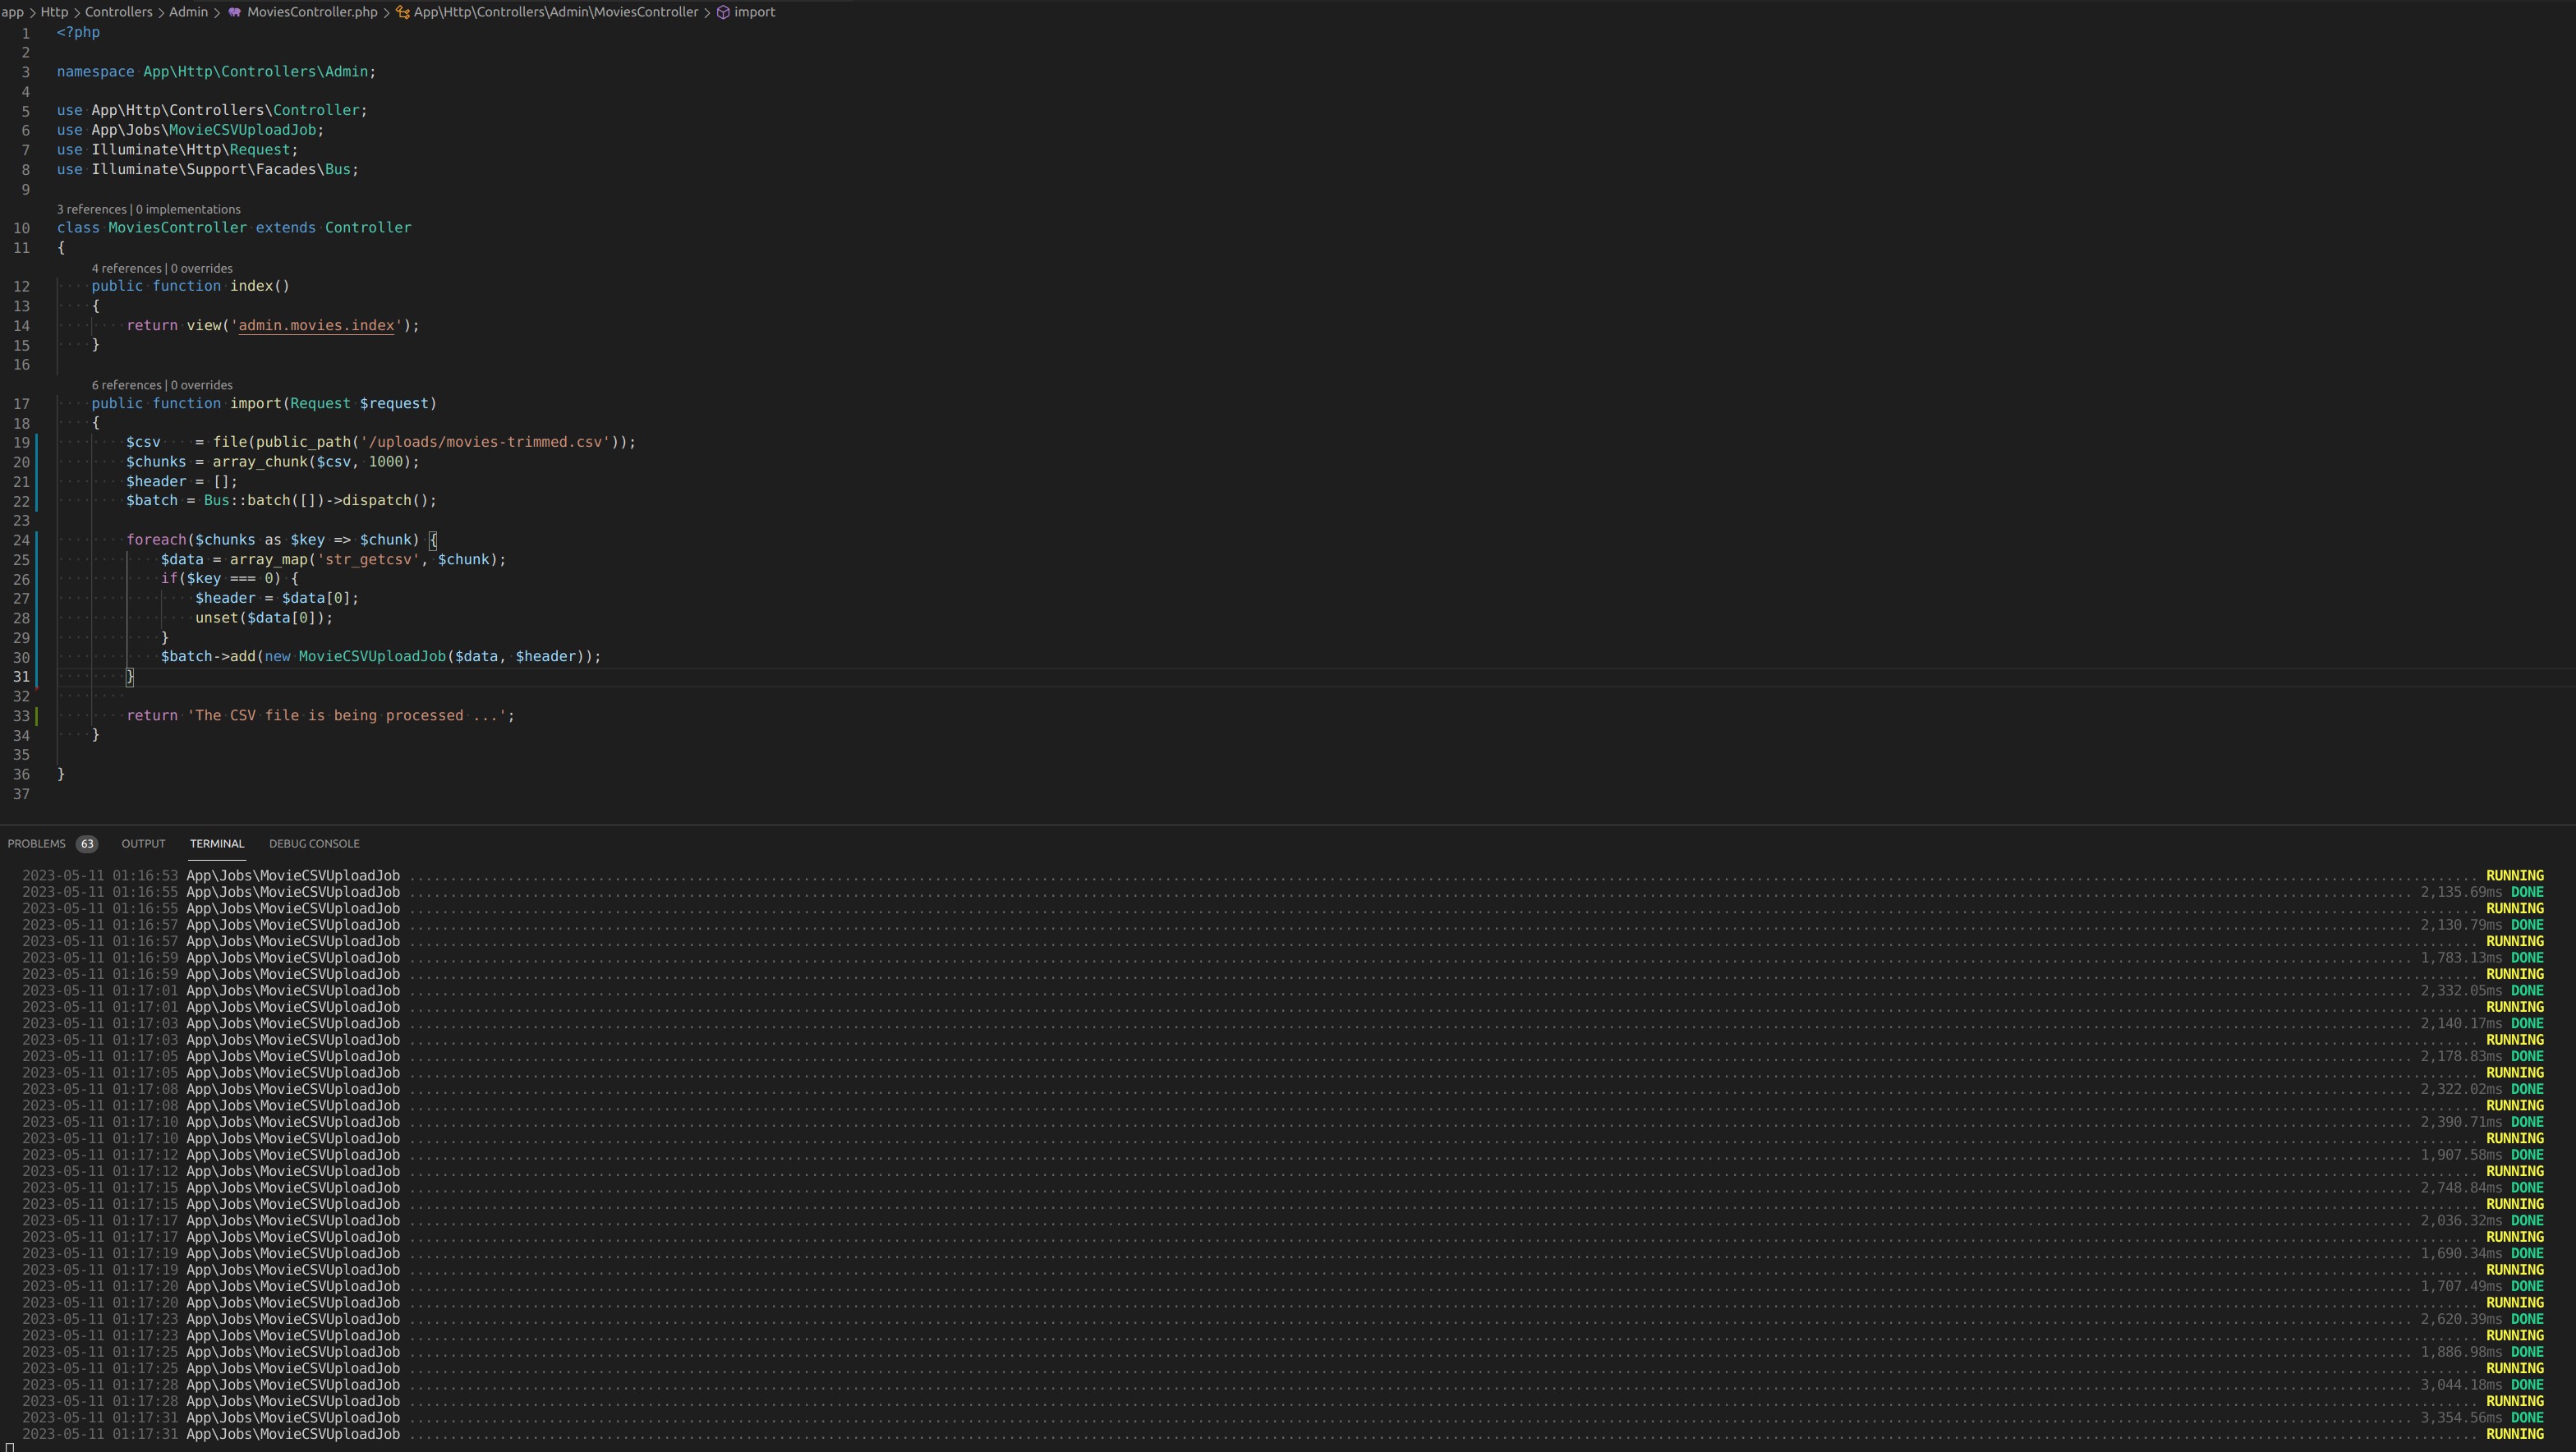 app > Http > Controllers > Admin > MoviesController.php > App\Http\Controllers\Admin\MoviesController > import
1 <?php
2
3 namespace App\Http\Controllers\Admin;
4
5 use App\Http\Controllers\Controller;
6 use App\Jobs\MovieCSVUploadJob;
7 use Illuminate\Http\Request;
8 use Illuminate\Support\Facades\Bus;
9
3 references | 0 implementations
10 class MoviesController extends Controller
11 {
4 references | 0 overrides
12 public function index()
13 {
14 return view('admin.movies.index');
15 }
16
6 references | 0 overrides
17 public function import(Request $request)
18 {
19 $csv = file(public_path('/uploads/movies-trimmed.csv'));
20 $chunks = array_chunk($csv, 1000);
21 $header = [];
22 $batch = Bus::batch([])->dispatch();
23
24 foreach($chunks as $key => $chunk) {
25 $data = array_map('str_getcsv', $chunk);
26 if($key === 0) {
27 $header = $data[0];
28 unset($data[0]);
29 }
30 $batch->add(new MovieCSVUploadJob($data, $header));
31 }
32
33 return 'The CSV file is being processed ...';
34 }
35
36 }
37
PROBLEMS 63 OUTPUT TERMINAL DEBUG CONSOLE
2023-05-11 01:16:53 App\Jobs\MovieCSVUploadJob ... RUNNING
2023-05-11 01:16:55 App\Jobs\MovieCSVUploadJob ... 2,135.69ms DONE
2023-05-11 01:16:55 App\Jobs\MovieCSVUploadJob ... RUNNING
2023-05-11 01:16:57 App\Jobs\MovieCSVUploadJob ... 2,130.79ms DONE
2023-05-11 01:16:57 App\Jobs\MovieCSVUploadJob ... RUNNING
2023-05-11 01:16:59 App\Jobs\MovieCSVUploadJob ... 1,783.13ms DONE
2023-05-11 01:16:59 App\Jobs\MovieCSVUploadJob ... RUNNING
2023-05-11 01:17:01 App\Jobs\MovieCSVUploadJob ... 2,332.05ms DONE
2023-05-11 01:17:01 App\Jobs\MovieCSVUploadJob ... RUNNING
2023-05-11 01:17:03 App\Jobs\MovieCSVUploadJob ... 2,140.17ms DONE
2023-05-11 01:17:03 App\Jobs\MovieCSVUploadJob ... RUNNING
2023-05-11 01:17:05 App\Jobs\MovieCSVUploadJob ... 2,178.83ms DONE
2023-05-11 01:17:05 App\Jobs\MovieCSVUploadJob ... RUNNING
2023-05-11 01:17:08 App\Jobs\MovieCSVUploadJob ... 2,322.02ms DONE
2023-05-11 01:17:08 App\Jobs\MovieCSVUploadJob ... RUNNING
2023-05-11 01:17:10 App\Jobs\MovieCSVUploadJob ... 2,390.71ms DONE
2023-05-11 01:17:10 App\Jobs\MovieCSVUploadJob ... RUNNING
2023-05-11 01:17:12 App\Jobs\MovieCSVUploadJob ... 1,907.58ms DONE
2023-05-11 01:17:12 App\Jobs\MovieCSVUploadJob ... RUNNING
2023-05-11 01:17:15 App\Jobs\MovieCSVUploadJob ... 2,748.84ms DONE
2023-05-11 01:17:15 App\Jobs\MovieCSVUploadJob ... RUNNING
2023-05-11 01:17:17 App\Jobs\MovieCSVUploadJob ... 2,036.32ms DONE
2023-05-11 01:17:17 App\Jobs\MovieCSVUploadJob ... RUNNING
2023-05-11 01:17:19 App\Jobs\MovieCSVUploadJob ... 1,690.34ms DONE
2023-05-11 01:17:19 App\Jobs\MovieCSVUploadJob ... RUNNING
2023-05-11 01:17:20 App\Jobs\MovieCSVUploadJob ... 1,707.49ms DONE
2023-05-11 01:17:20 App\Jobs\MovieCSVUploadJob ... RUNNING
2023-05-11 01:17:23 App\Jobs\MovieCSVUploadJob ... 2,620.39ms DONE
2023-05-11 01:17:23 App\Jobs\MovieCSVUploadJob ... RUNNING
2023-05-11 01:17:25 App\Jobs\MovieCSVUploadJob ... 1,886.98ms DONE
2023-05-11 01:17:25 App\Jobs\MovieCSVUploadJob ... RUNNING
2023-05-11 01:17:28 App\Jobs\MovieCSVUploadJob ... 3,044.18ms DONE
2023-05-11 01:17:28 App\Jobs\MovieCSVUploadJob ... RUNNING
2023-05-11 01:17:31 App\Jobs\MovieCSVUploadJob ... 3,354.56ms DONE
2023-05-11 01:17:31 App\Jobs\MovieCSVUploadJob ... RUNNING